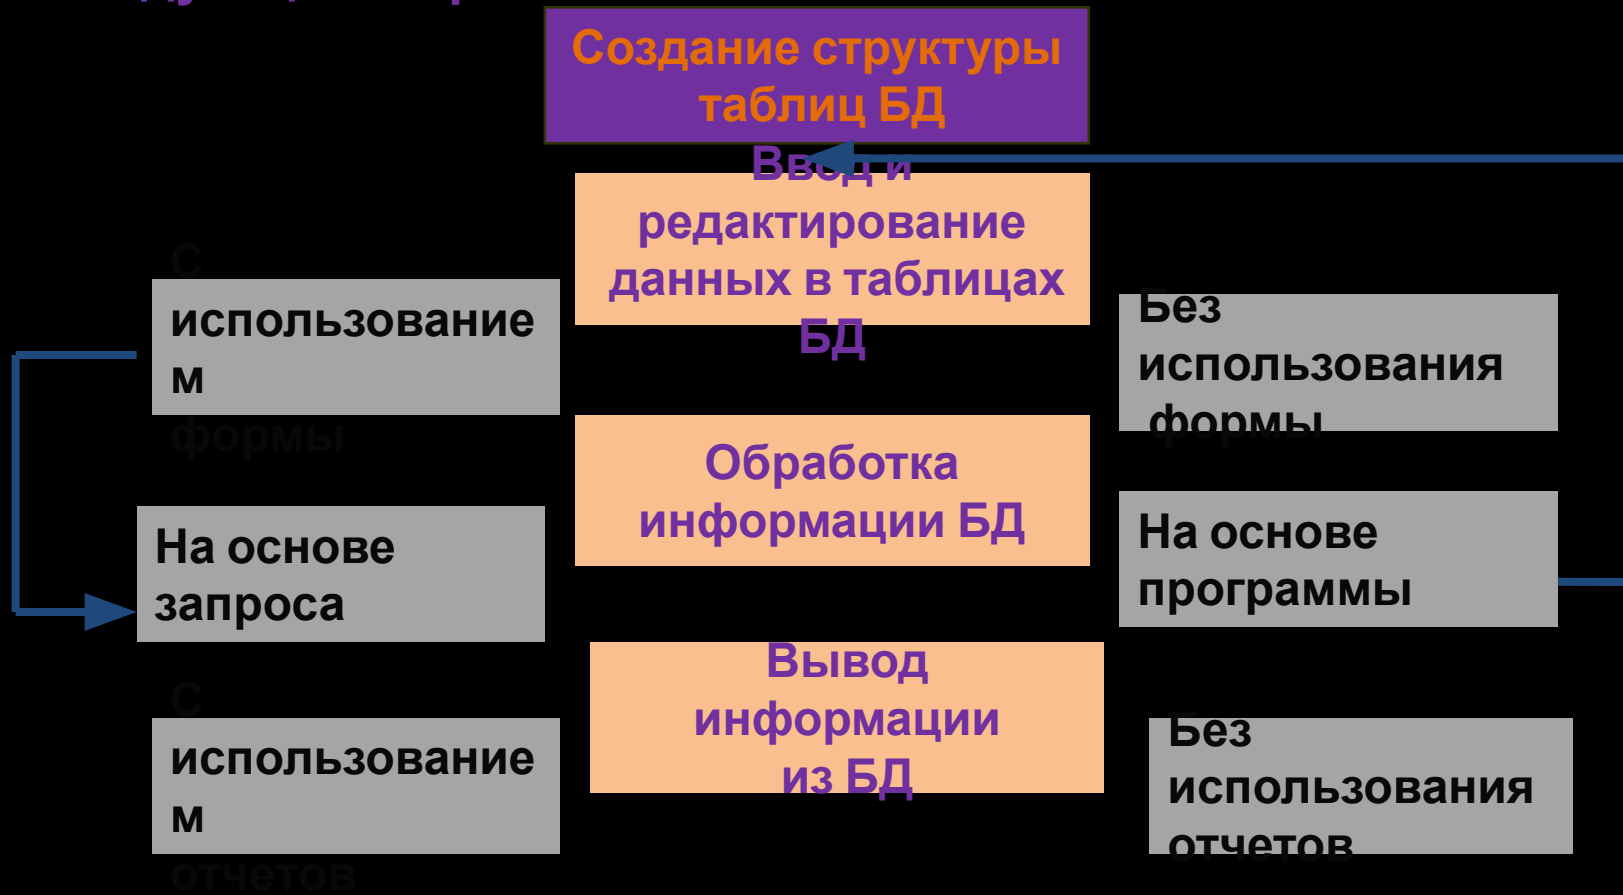 Создание структуры
таблиц БД
Ввод и
редактирование
данных в таблицах
БД
С
использование
м
формы
Без
использования
формы
Обработка
информации БД
На основе
запроса
На основе
программы
Вывод
информации
из БД
С
использование
м
отчетов
Без
использования
отчетов